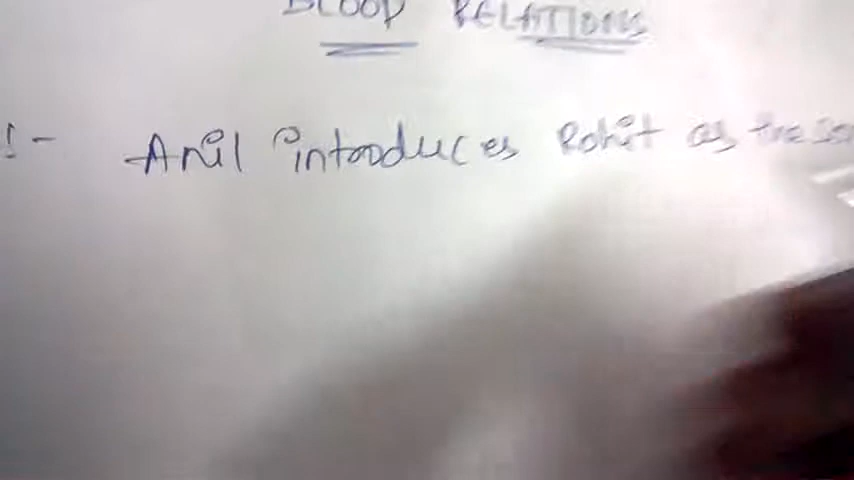 BLOOD RELATIONS
!- Anil introduces Rohit as the